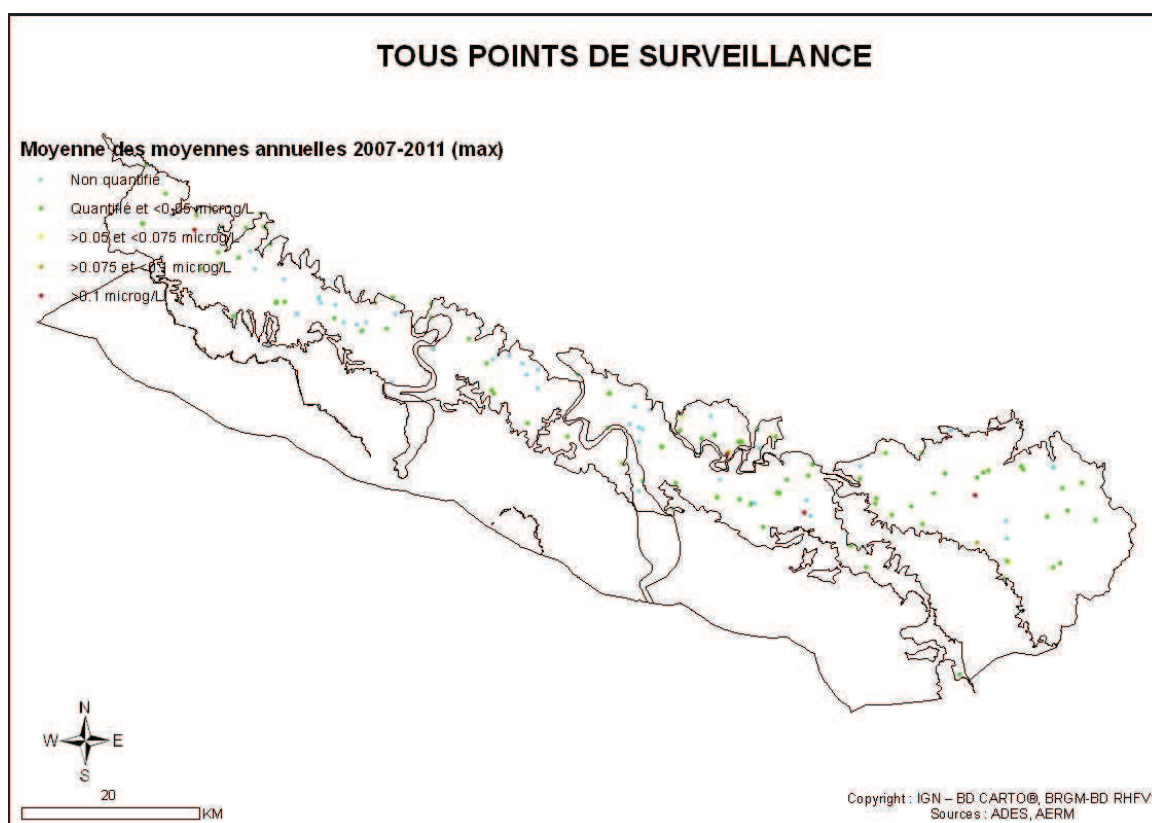 TOUS POINTS DE SURVEILLANCE
Moyenne des moyennes annuelles 2007-2011 (max)
Non quantifié
Quantifié et <0.05 microg/L
>0.05 et <0.075 microg/L
>0.075 et <0.1 microg/L
>0.1 microg/L
N
W E
S
20
KM
Copyright : IGN – BD CARTO®, BRGM-BD RHFV
Sources : ADES, AERM